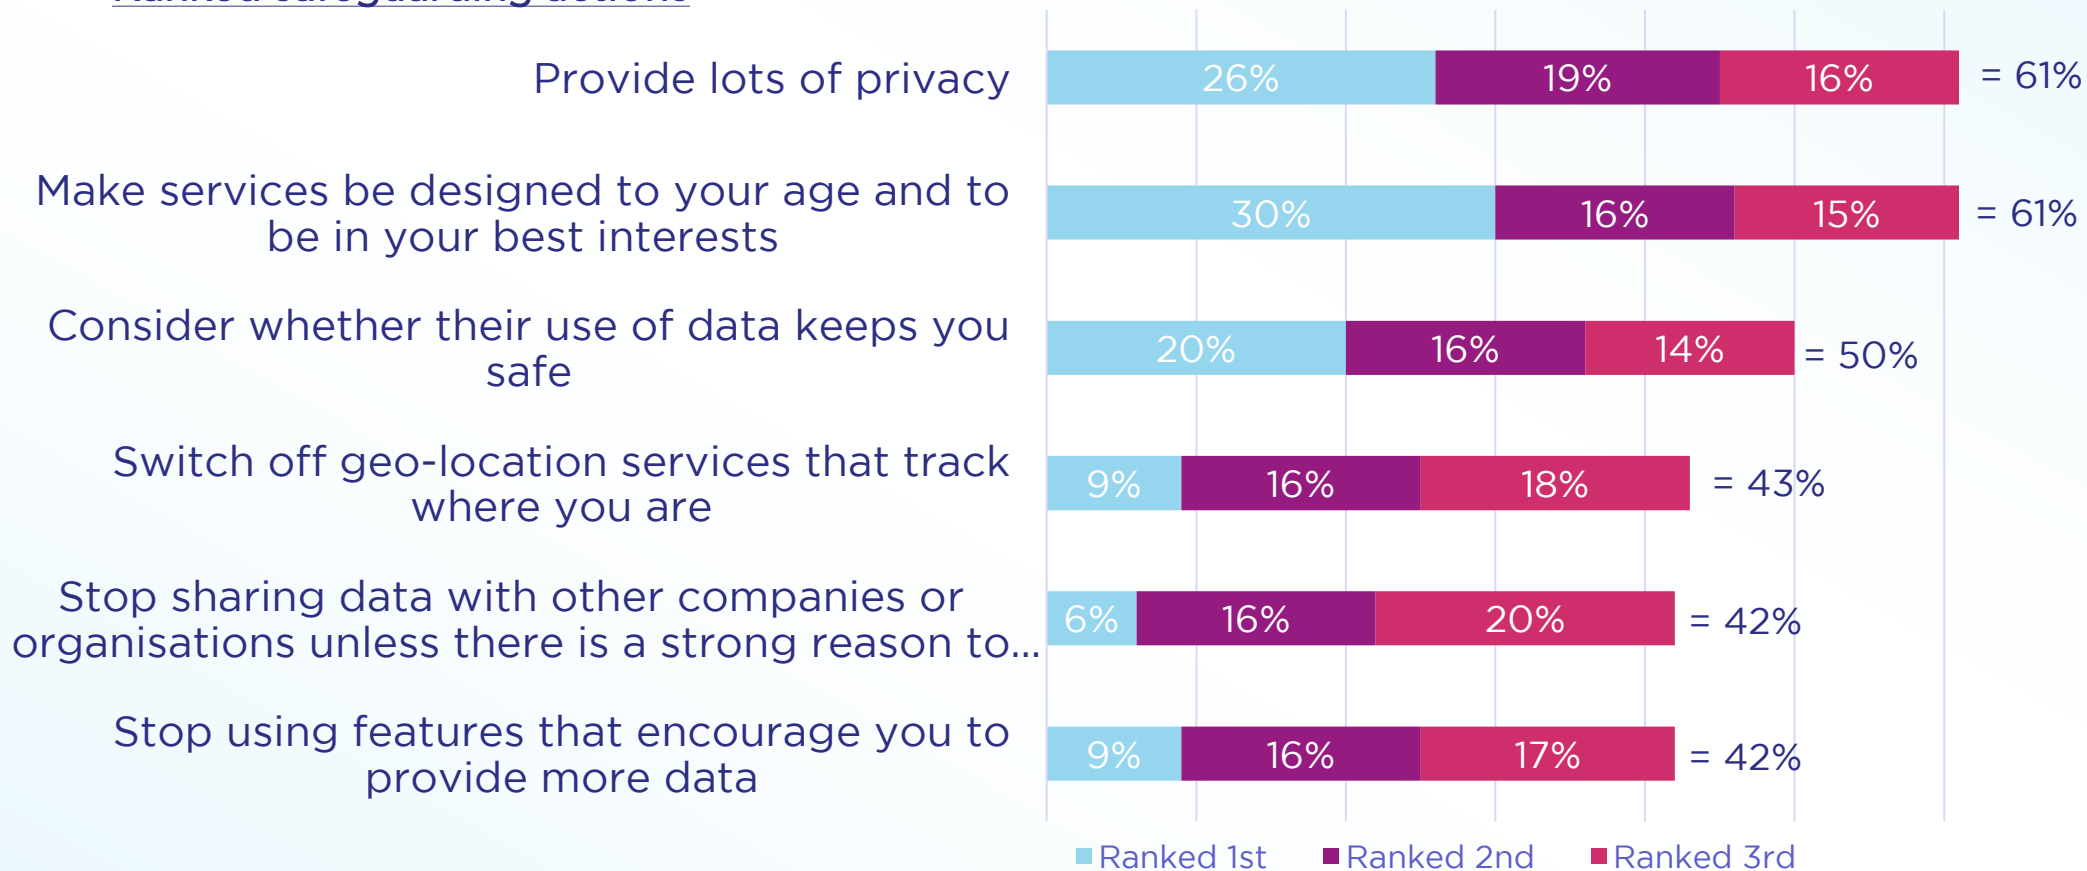 Ranked safeguarding actions
Provide lots of privacy
26% 19% 16% = 61%
Make services be designed to your age and to
be in your best interests
30% 16% 15% = 61%
Consider whether their use of data keeps you
safe
20% 16% 14% = 50%
Switch off geo-location services that track
where you are
9% 16% 18% = 43%
Stop sharing data with other companies or
organisations unless there is a strong reason to...
6% 16% 20% = 42%
Stop using features that encourage you to
provide more data
9% 16% 17% = 42%
Ranked 1st Ranked 2nd Ranked 3rd